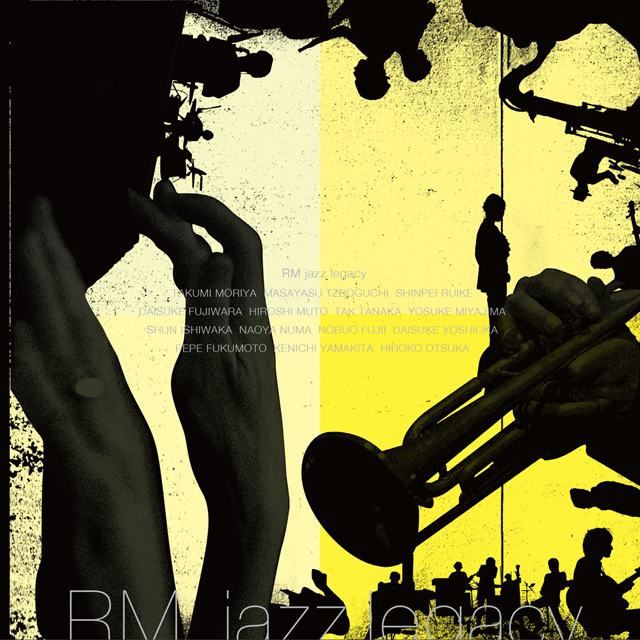 RM jazz legacy
TAKUMI MORIYA MASAYASU TZBOGUCHI SHINPEI RUIKE
DAISUKE FUJIWARA HIROSHI MUTO TAK TANAKA YOSUKE MIYAJIMA
SHUN ISHIWAKA NAOYA NUMA NOBUO FUJII DAISUKE YOSHIOKA
PEPE FUKUMOTO KENICHI YAMAKITA HIROKO OTSUKA
RM jazz legacy